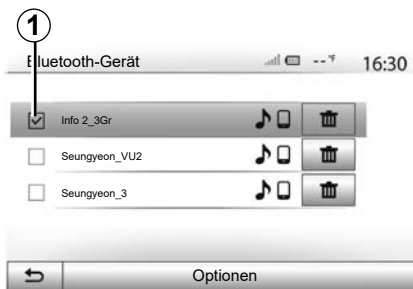 1
Bluetooth-Gerät -- °F 16:30
Info 2_3Gr
Seungyeon_VU2
Seungyeon_3
Optionen